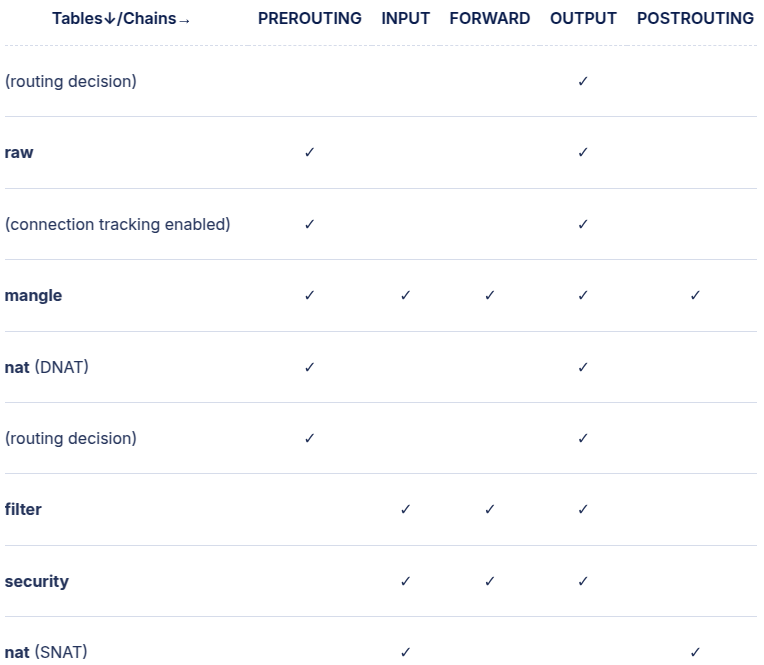 Tables↓/Chains→ PREROUTING INPUT FORWARD OUTPUT POSTROUTING
(routing decision) ✓
raw ✓ ✓
(connection tracking enabled) ✓ ✓
mangle ✓ ✓ ✓ ✓ ✓
nat (DNAT) ✓ ✓
(routing decision) ✓ ✓
filter ✓ ✓ ✓
security ✓ ✓ ✓
nat (SNAT) ✓ ✓